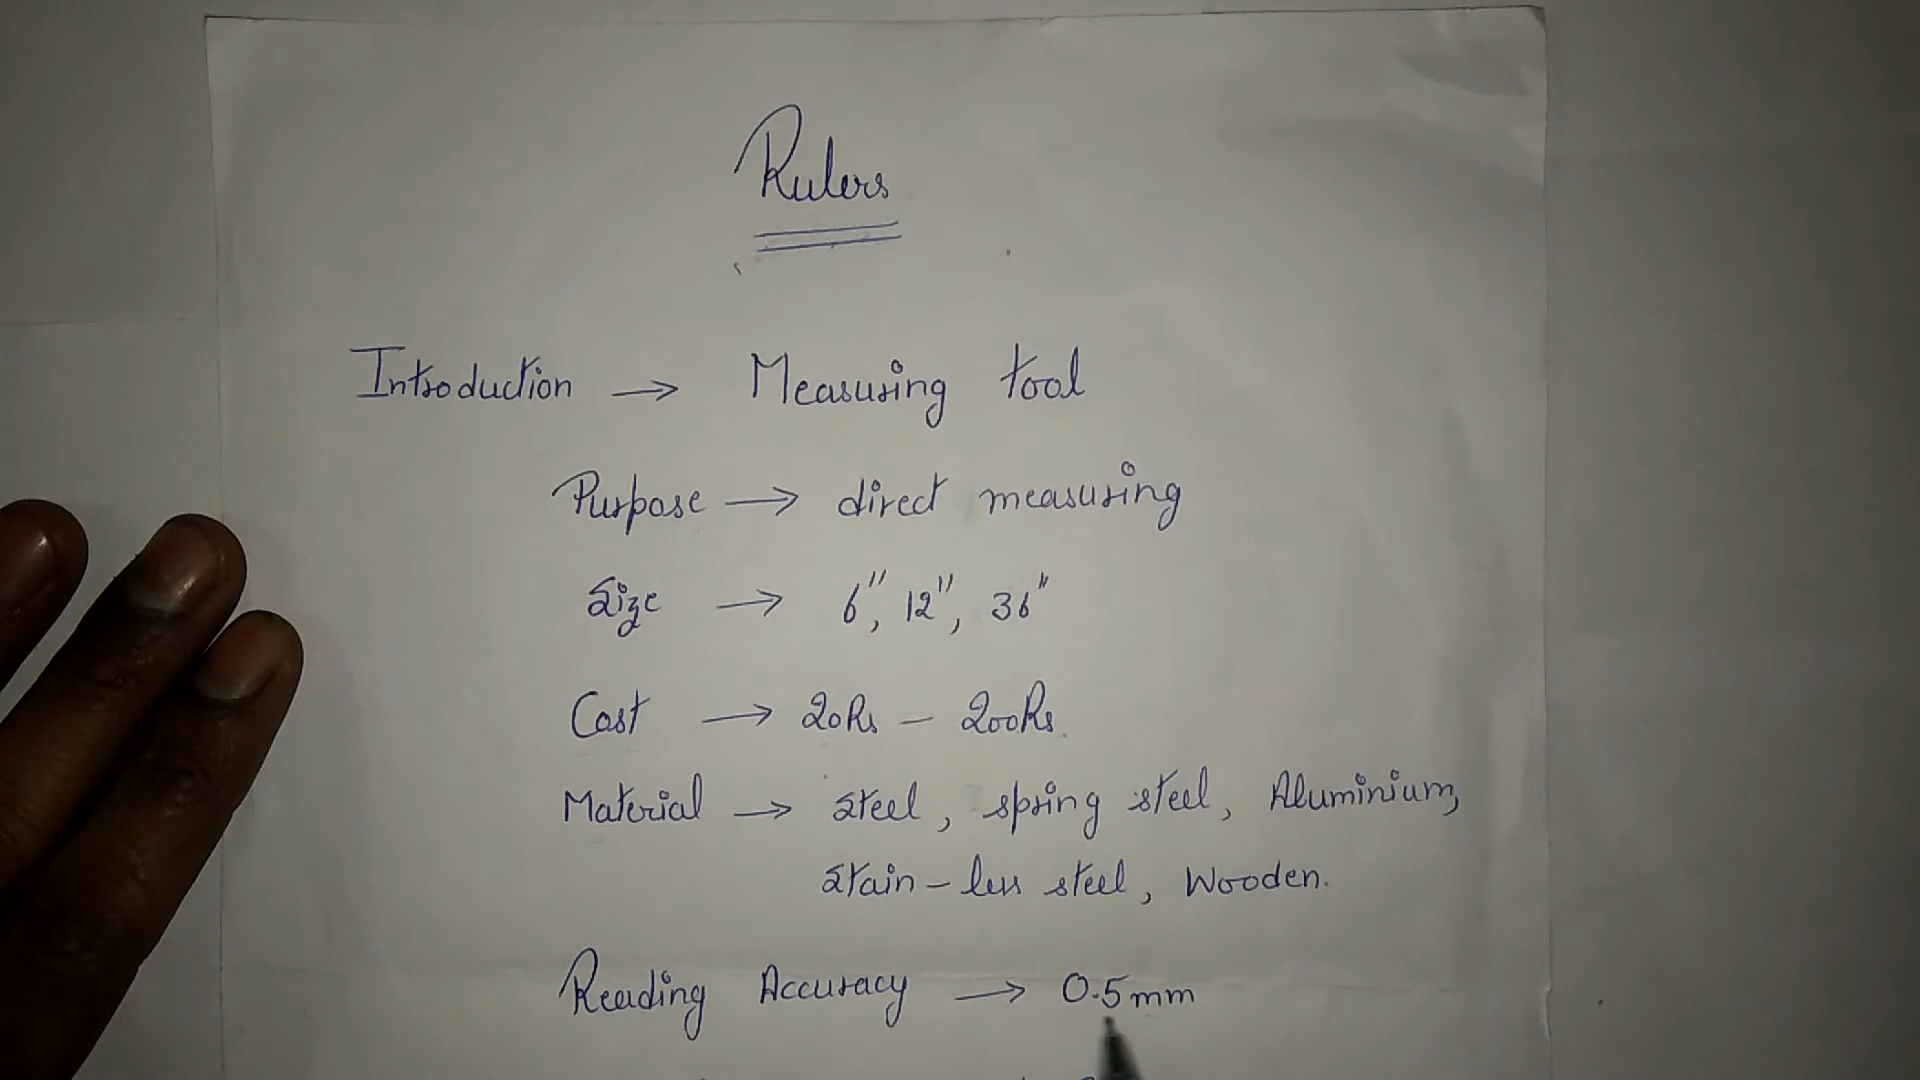 Rulers
Introduction → Measuring tool
Purpose → direct measuring
Size → 6", 12", 36"
Cost → 20Rs - 200Rs.
Material → Steel, spring steel, Aluminium,
Stain-less steel, Wooden.
Reading Accuracy → 0.5mm